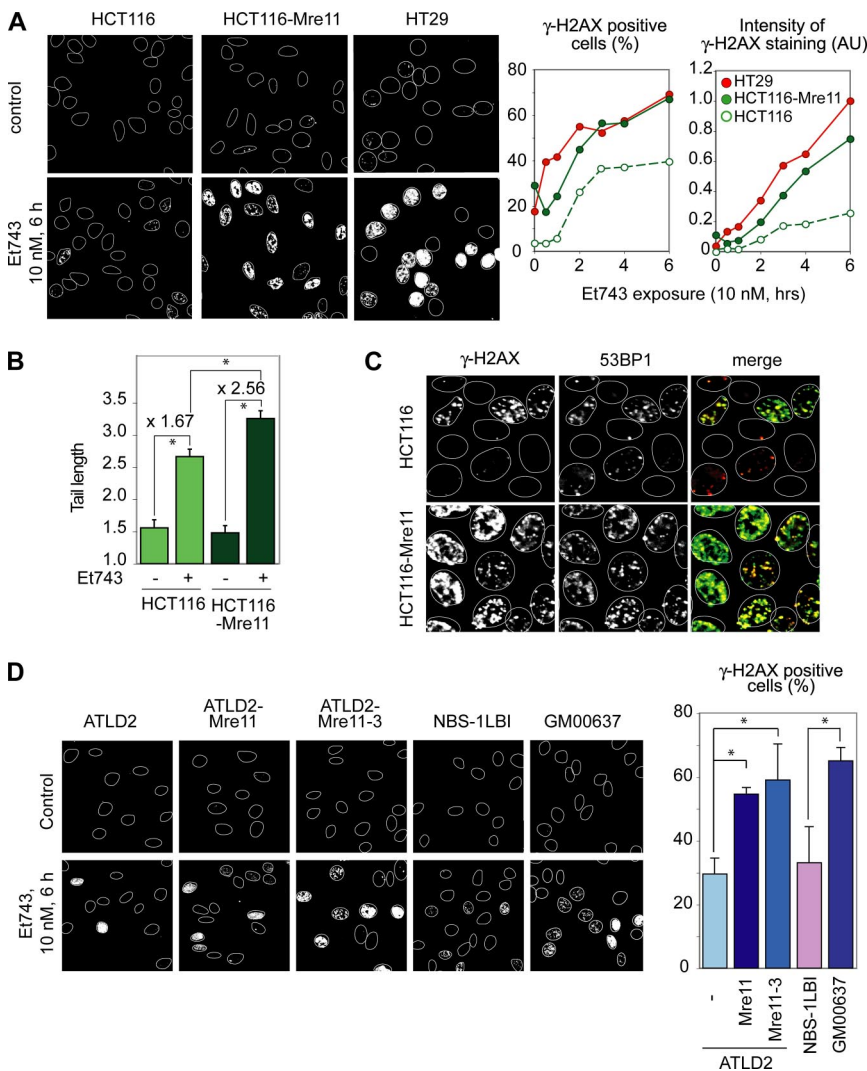 A
HCT116
HCT116-Mre11
HT29
control
Et743
10 nM, 6 h
γ-H2AX positive
cells (%)
80
60
40
20
0
0 2 4 6
Intensity of
γ-H2AX staining (AU)
1.2
1.0
0.8
0.6
0.4
0.2
0
HT29
HCT116-Mre11
HCT116
0 2 4 6
Et743 exposure (10 nM, hrs)
B
Tail length
3.5
3.0
2.5
2.0
1.5
1.0
*
x 1.67
*
x 2.56
*
Et743 - + - +
HCT116
HCT116
-Mre11
C
γ-H2AX 53BP1 merge
HCT116
HCT116-Mre11
D
ATLD2
ATLD2-
Mre11
ATLD2-
Mre11-3
NBS-1LBI
GM00637
Control
Et743,
10 nM, 6 h
γ-H2AX positive
cells (%)
80
60
40
20
0
*
*
*
-
Mre11
Mre11-3
NBS-1LBI
GM00637
ATLD2